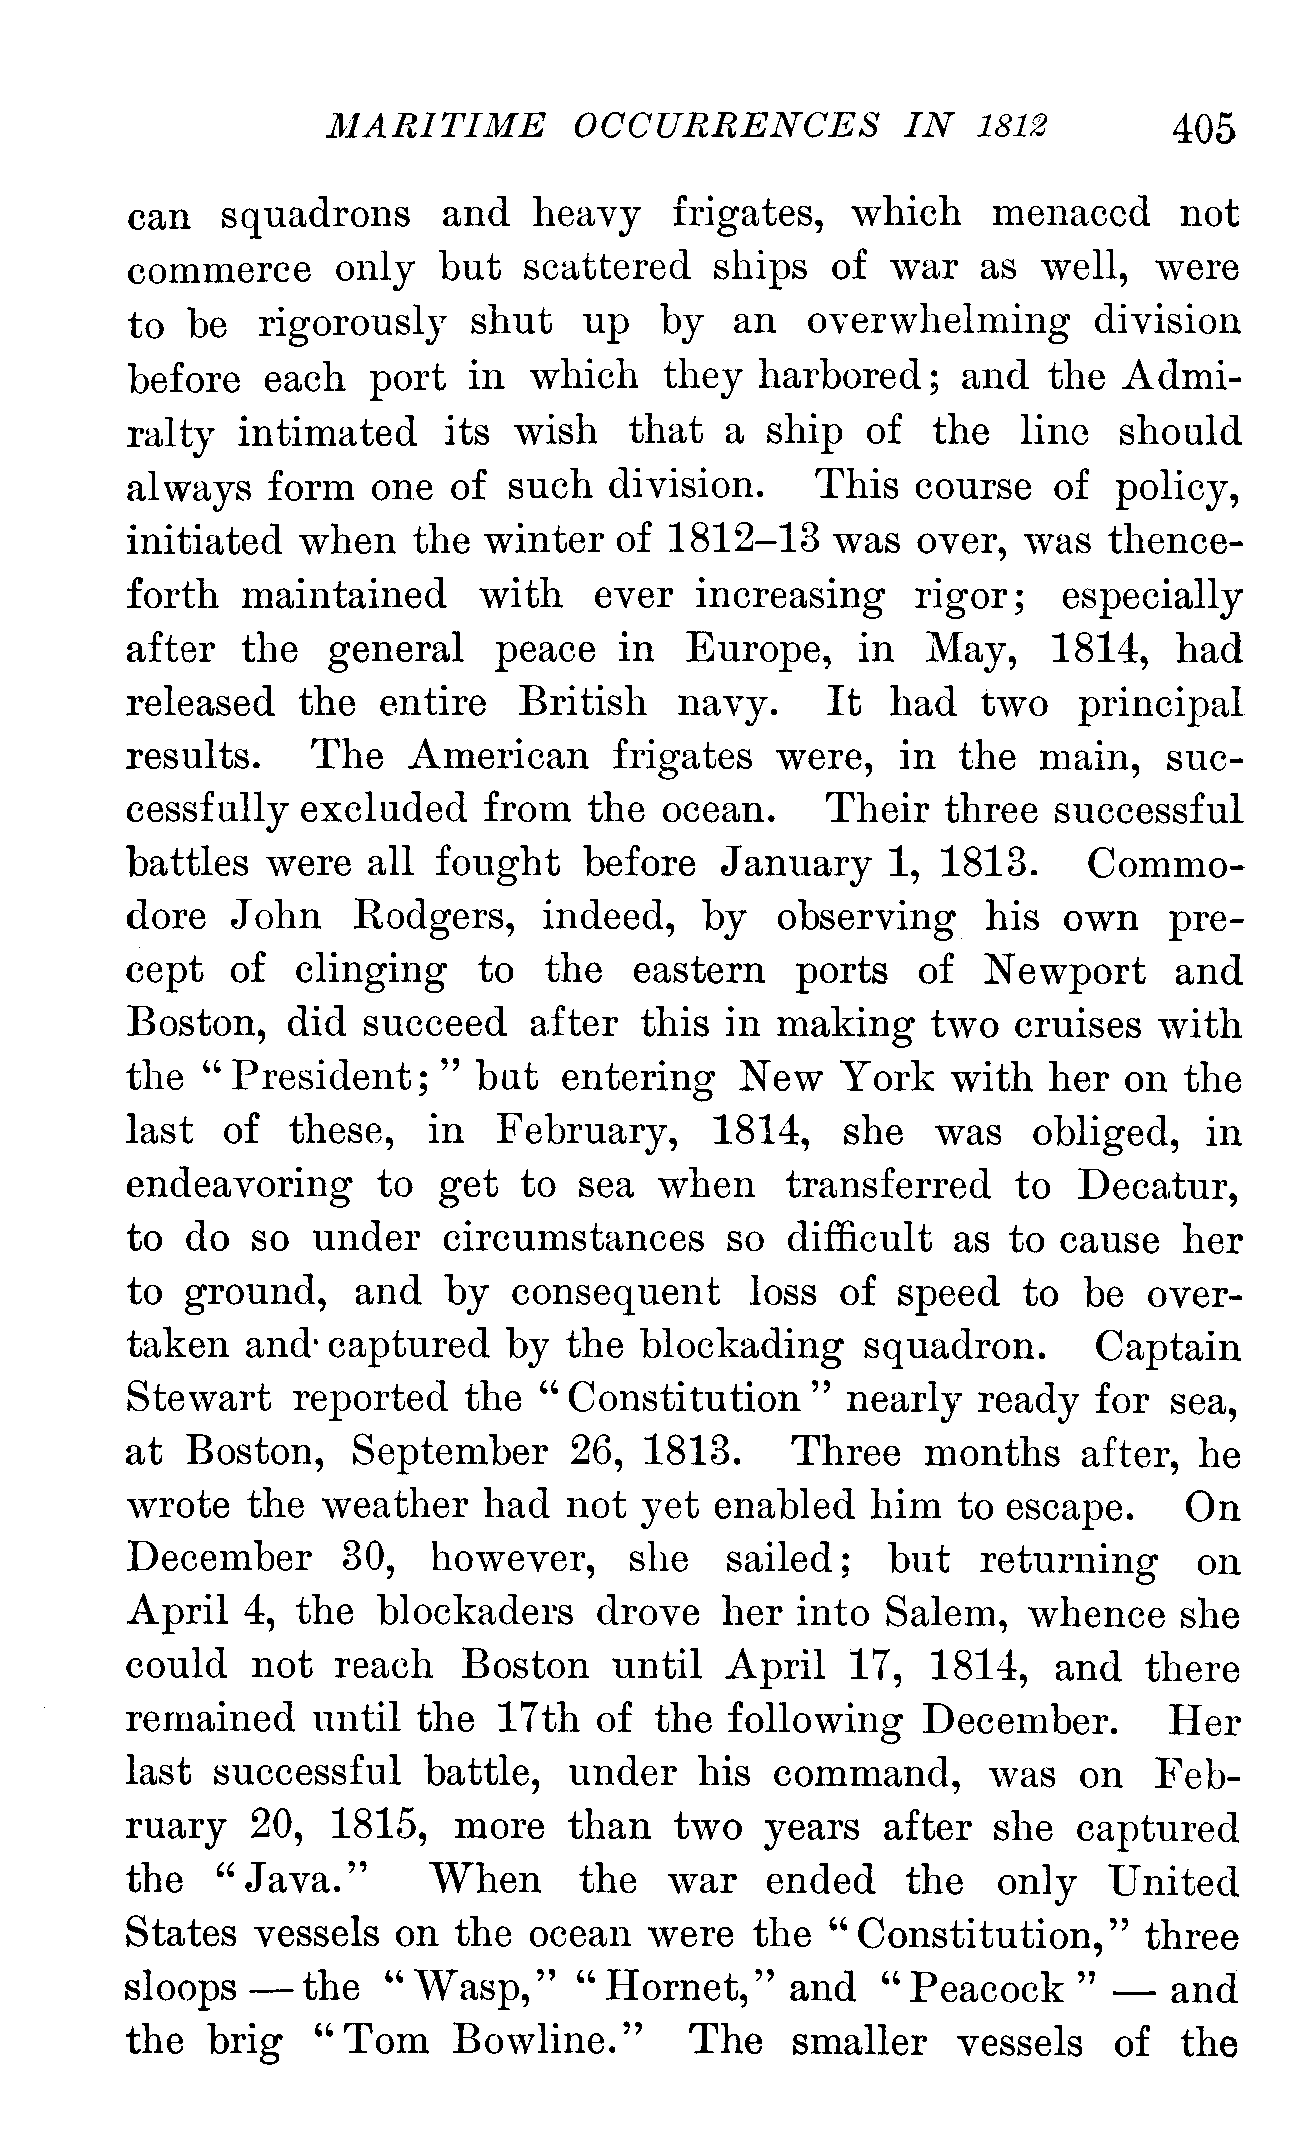 MARITIME OCCURRENCES IN 1812 405
can squadrons and heavy frigates, which menaced not
commerce only but scattered ships of war as well, were
to be rigorously shut up by an overwhelming division
before each port in which they harbored; and the Admi-
ralty intimated its wish that a ship of the line should
always form one of such division. This course of policy,
initiated when the winter of 1812–13 was over, was thence-
forth maintained with ever increasing rigor; especially
after the general peace in Europe, in May, 1814, had
released the entire British navy. It had two principal
results. The American frigates were, in the main, suc-
cessfully excluded from the ocean. Their three successful
battles were all fought before January 1, 1813. Commo-
dore John Rodgers, indeed, by observing his own pre-
cept of clinging to the eastern ports of Newport and
Boston, did succeed after this in making two cruises with
the “President;” but entering New York with her on the
last of these, in February, 1814, she was obliged, in
endeavoring to get to sea when transferred to Decatur,
to do so under circumstances so difficult as to cause her
to ground, and by consequent loss of speed to be over-
taken and captured by the blockading squadron. Captain
Stewart reported the “Constitution” nearly ready for sea,
at Boston, September 26, 1813. Three months after, he
wrote the weather had not yet enabled him to escape. On
December 30, however, she sailed; but returning on
April 4, the blockaders drove her into Salem, whence she
could not reach Boston until April 17, 1814, and there
remained until the 17th of the following December. Her
last successful battle, under his command, was on Feb-
ruary 20, 1815, more than two years after she captured
the “Java.” When the war ended the only United
States vessels on the ocean were the “Constitution,” three
sloops — the “Wasp,” “Hornet,” and “Peacock” — and
the brig “Tom Bowline.” The smaller vessels of the